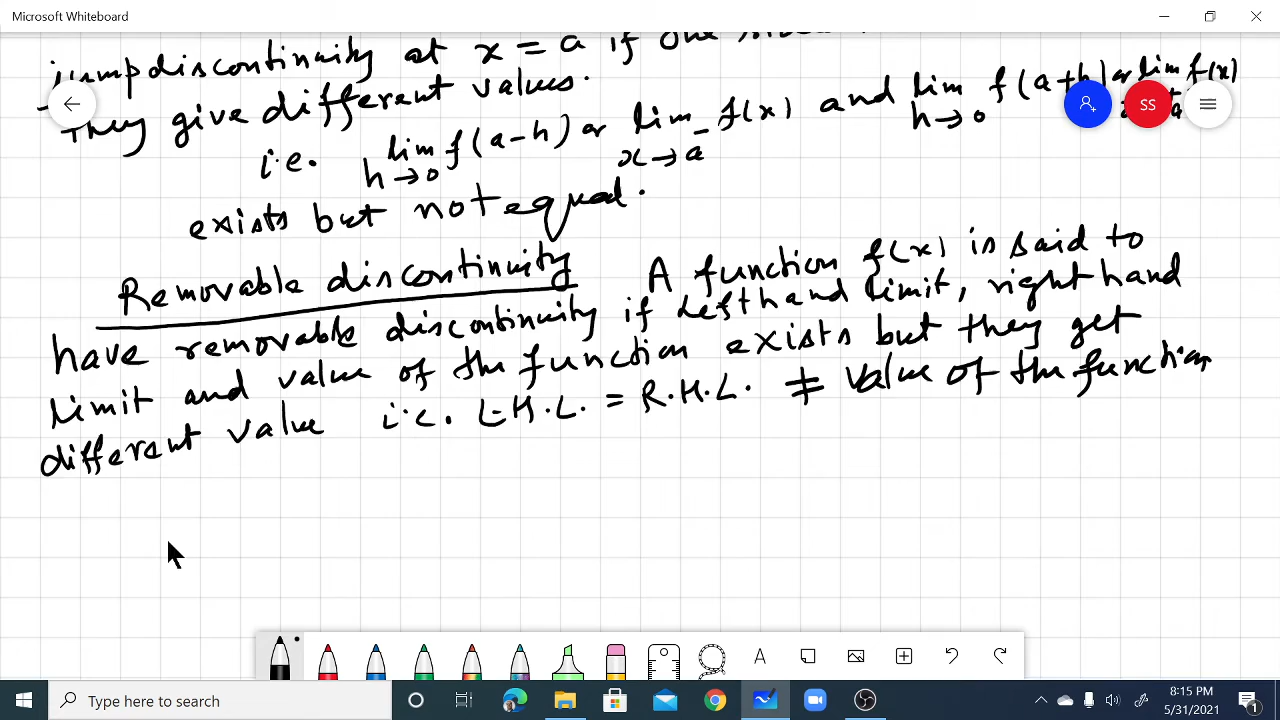 Microsoft Whiteboard
jump discontinuity at x = a if one
They give different values.
i.e. lim h→0 f(a-h) or lim x→a⁻ f(x) and lim h→0 f(a+h) or lim f(x)
exists but not equal.
Removable discontinuity A function f(x) is said to
have removable discontinuity if lefthand limit, right hand
limit and value of the function exists but they get
different value i.e. L.H.L. = R.H.L. ≠ value of the function
SS
A
Type here to search
8:15 PM
5/31/2021
1